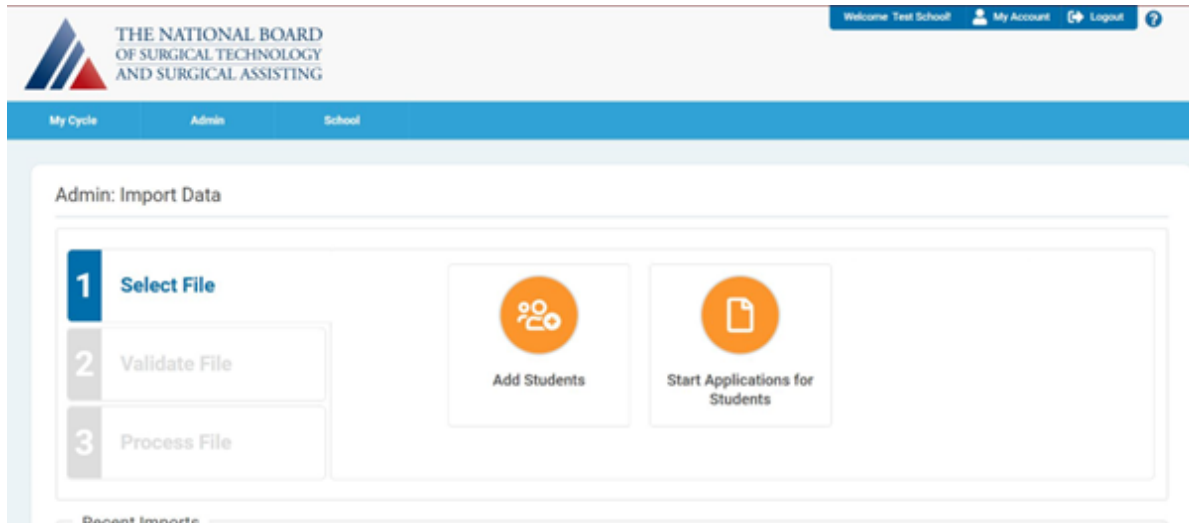 Welcome Test School! My Account Logout ?
THE NATIONAL BOARD
OF SURGICAL TECHNOLOGY
AND SURGICAL ASSISTING
My Cycle Admin School
Admin: Import Data
1 Select File
2 Validate File
3 Process File
Add Students
Start Applications for
Students
Recent Imports